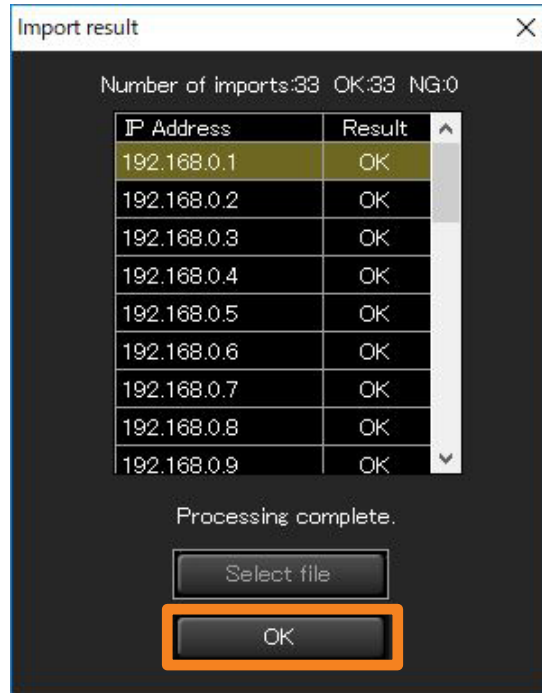 Import result
Number of imports:33 OK:33 NG:0
IP Address Result
192.168.0.1 OK
192.168.0.2 OK
192.168.0.3 OK
192.168.0.4 OK
192.168.0.5 OK
192.168.0.6 OK
192.168.0.7 OK
192.168.0.8 OK
192.168.0.9 OK
Processing complete.
Select file
OK